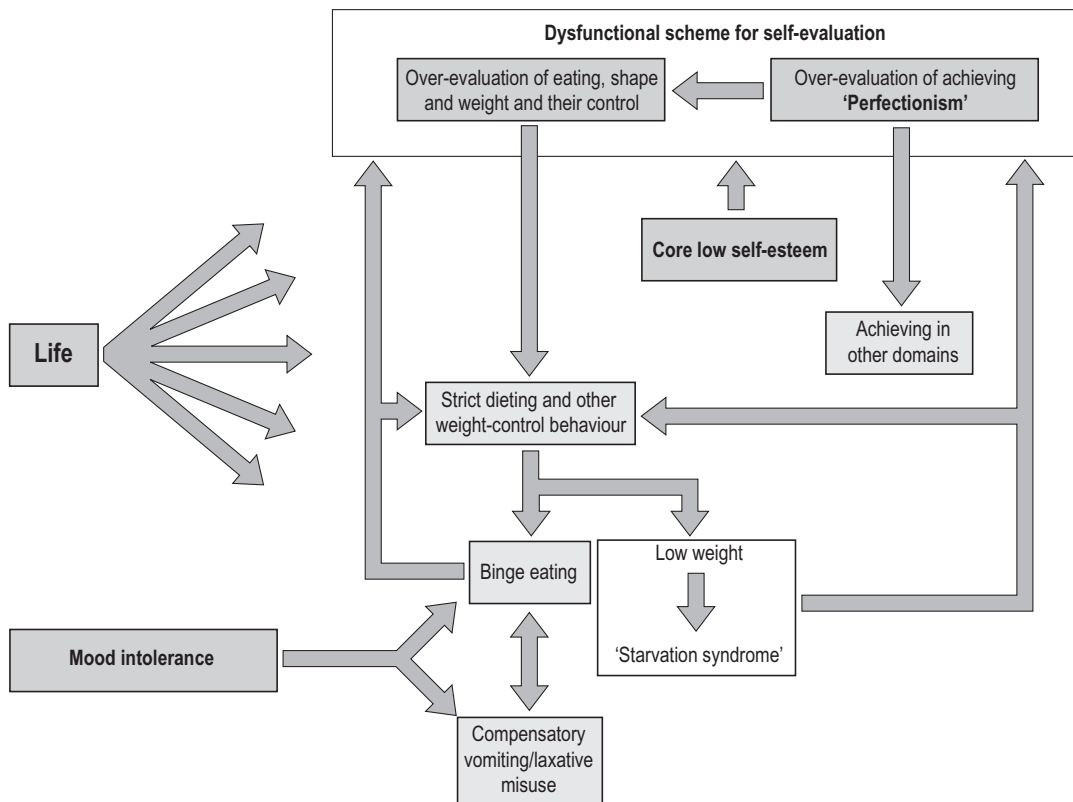 Dysfunctional scheme for self-evaluation
Over-evaluation of eating, shape
and weight and their control
Over-evaluation of achieving
‘Perfectionism’
Core low self-esteem
Achieving in
other domains
Life
Strict dieting and other
weight-control behaviour
Binge eating
Low weight
‘Starvation syndrome’
Mood intolerance
Compensatory
vomiting/laxative
misuse